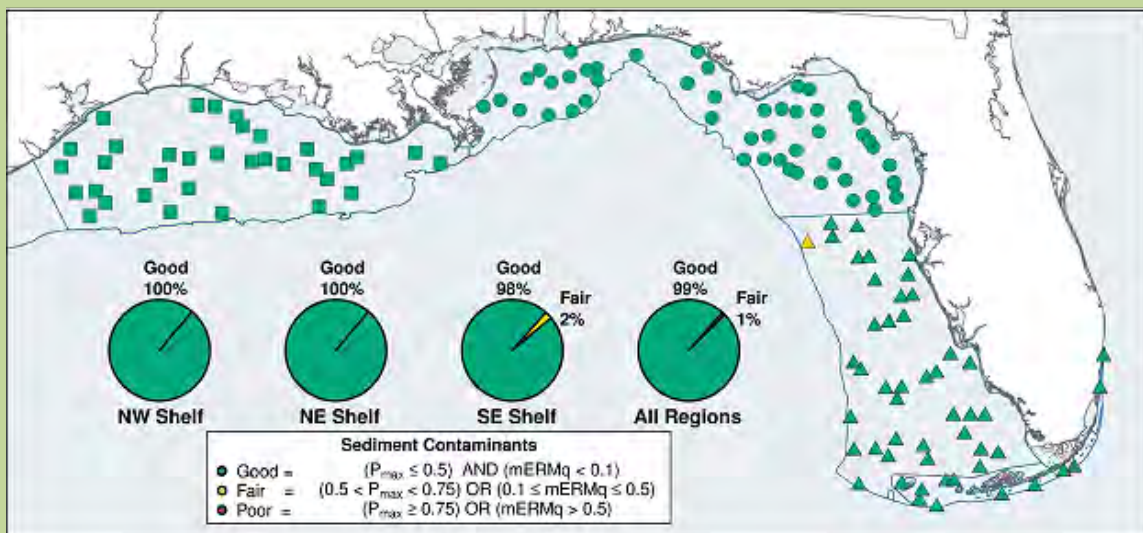 Good
100%
Good
100%
Good
98%
Fair
2%
Good
99%
Fair
1%
NW Shelf
NE Shelf
SE Shelf
All Regions
Sediment Contaminants
Good = (Pmax ≤ 0.5) AND (mERMq < 0.1)
Fair = (0.5 < Pmax < 0.75) OR (0.1 ≤ mERMq ≤ 0.5)
Poor = (Pmax ≥ 0.75) OR (mERMq > 0.5)